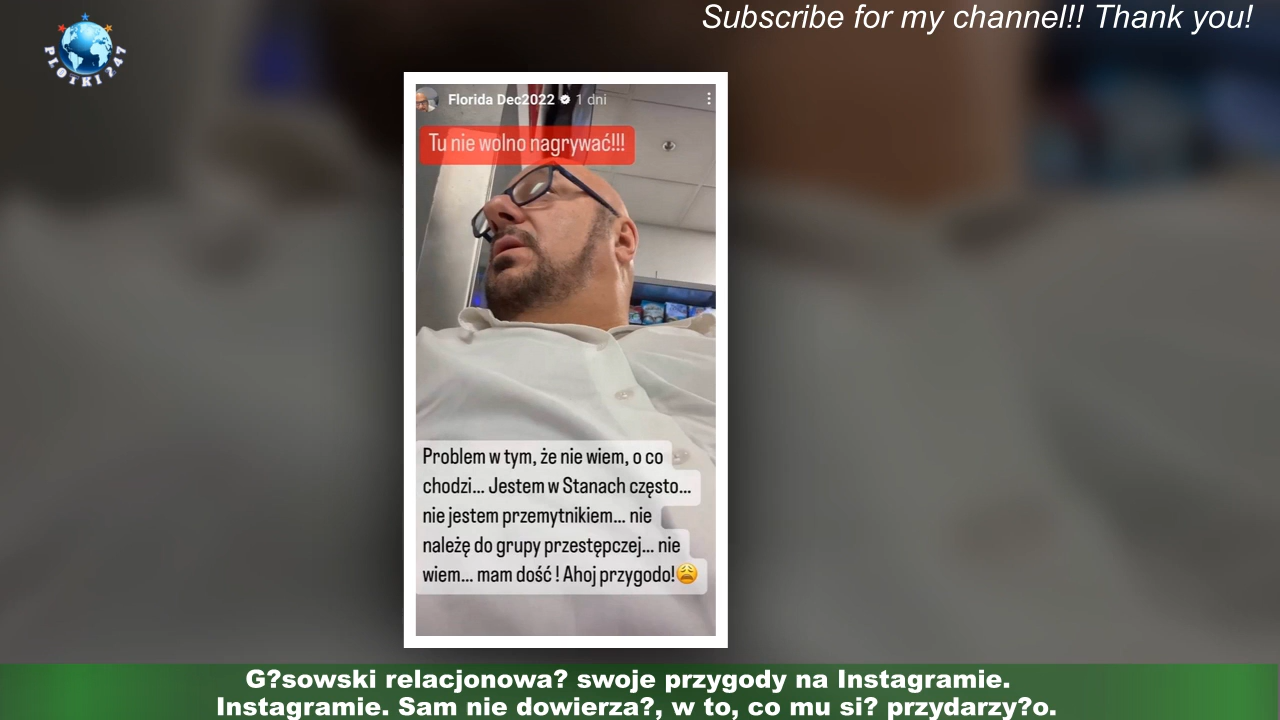 Subscribe for my channel!! Thank you!
PLOTKI 247
Florida Dec2022 1 dni
Tu nie wolno nagrywać!!!
Problem w tym, że nie wiem, o co
chodzi... Jestem w Stanach często...
nie jestem przemytnikiem... nie
należę do grupy przestępczej... nie
wiem... mam dość ! Ahoj przygodo!😩
G?sowski relacjonowa? swoje przygody na Instagramie.
Instagramie. Sam nie dowierza?, w to, co mu si? przydarzy?o.